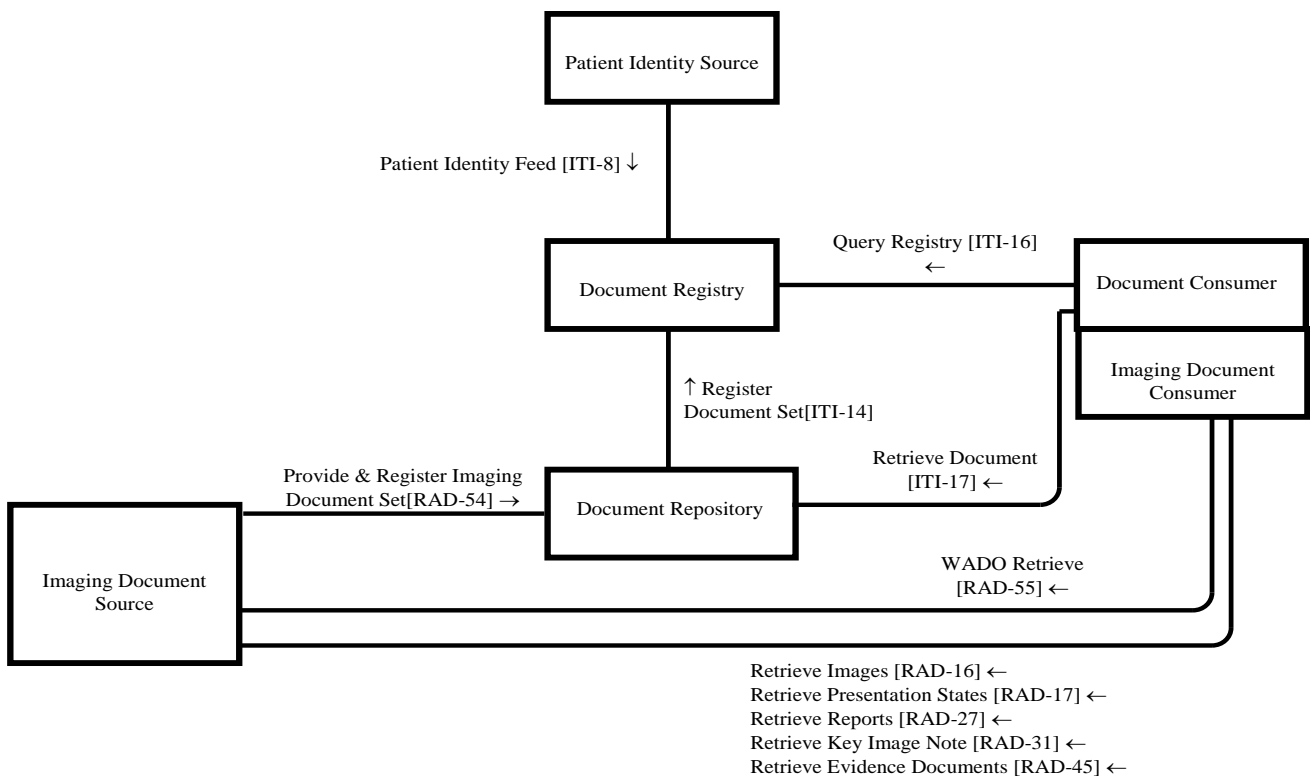 Patient Identity Source
Patient Identity Feed [ITI-8] ↓
Query Registry [ITI-16]
←
Document Consumer
Document Registry
Imaging Document
Consumer
↑ Register
Document Set[ITI-14]
Retrieve Document
[ITI-17] ←
Provide & Register Imaging
Document Set[RAD-54] →
Document Repository
Imaging Document
Source
WADO Retrieve
[RAD-55] ←
Retrieve Images [RAD-16] ←
Retrieve Presentation States [RAD-17] ←
Retrieve Reports [RAD-27] ←
Retrieve Key Image Note [RAD-31] ←
Retrieve Evidence Documents [RAD-45] ←